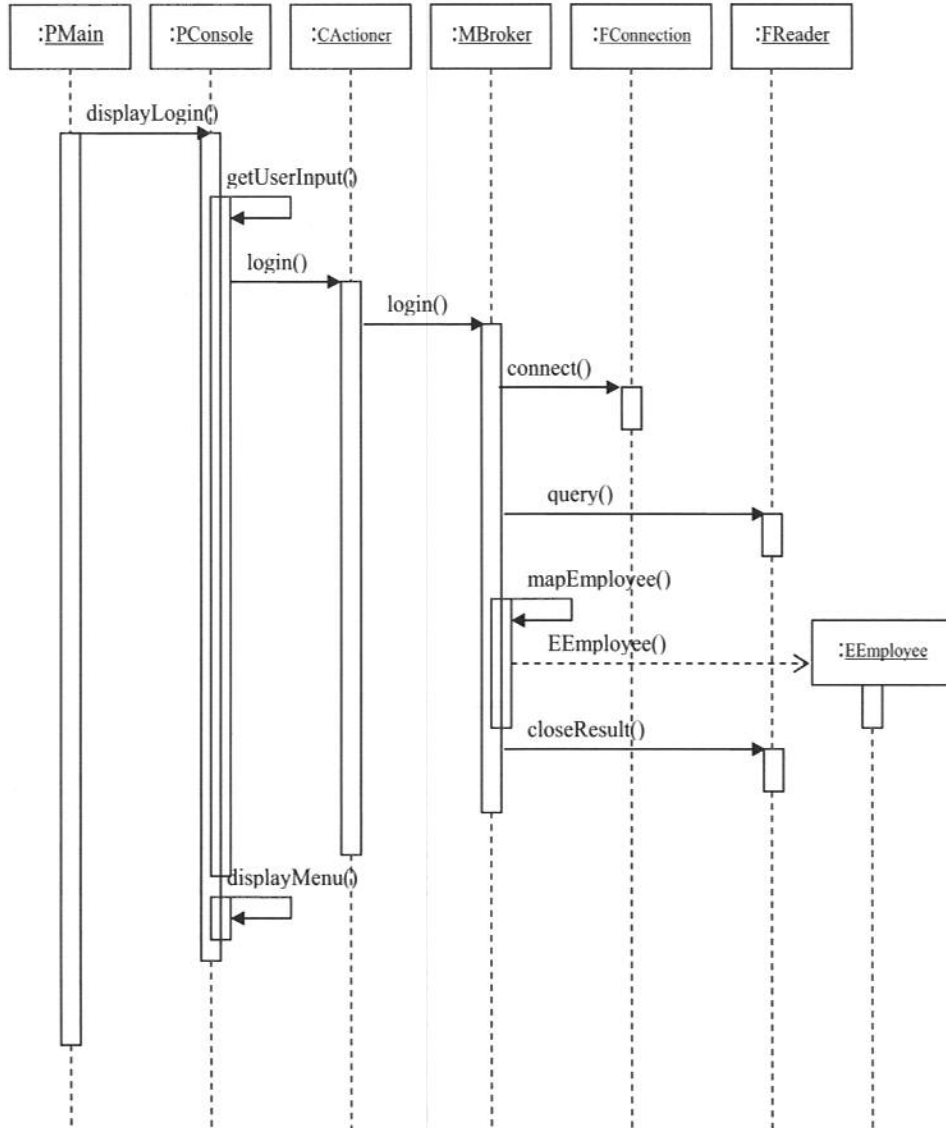 :PMain
:PConsole
:CActioner
:MBroker
:FConnection
:FReader
displayLogin()
getUserInput()
login()
login()
connect()
query()
mapEmployee()
EEmployee()
:EEmployee
closeResult()
displayMenu()